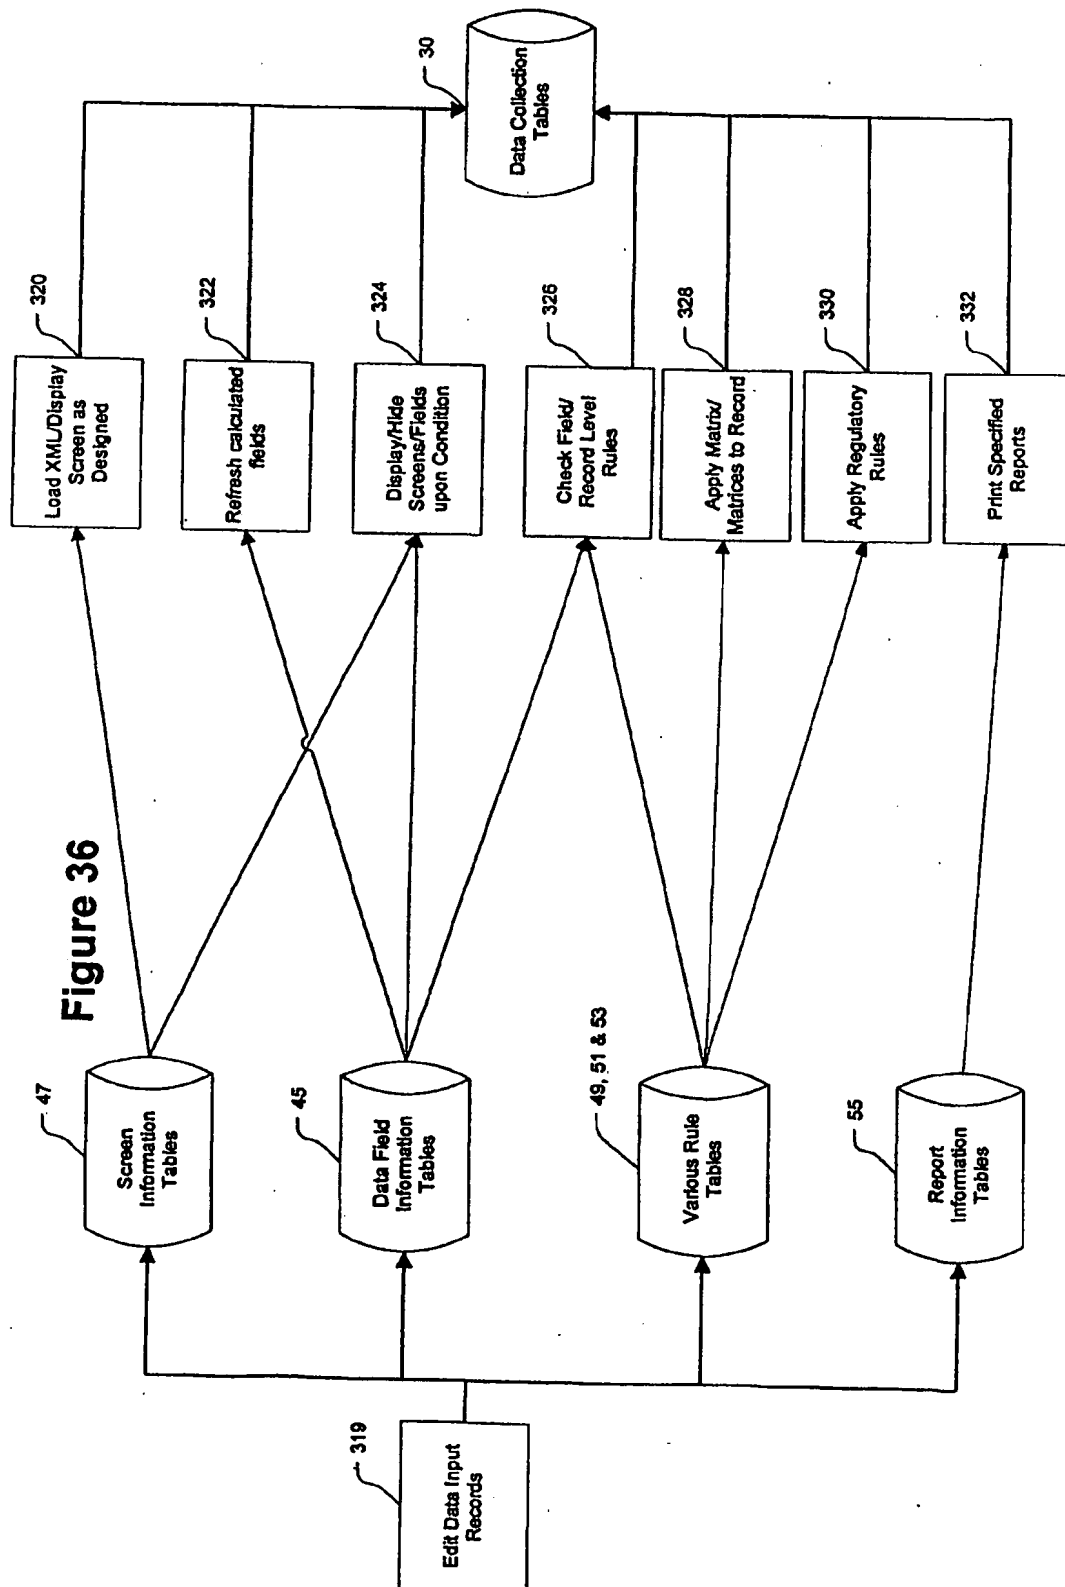 Figure 36
319
Edit Data Input
Records
47
Screen
Information
Tables
45
Data Field
Information
Tables
49, 51 & 53
Various Rule
Tables
55
Report
Information
Tables
320
Load XML/Display
Screen as
Designed
322
Refresh calculated
fields
324
Display/Hide
Screens/Fields
upon Condition
326
Check Field/
Record Level
Rules
328
Apply Matrix/
Matrices to Record
330
Apply Regulatory
Rules
332
Print Specified
Reports
30
Data Collection
Tables